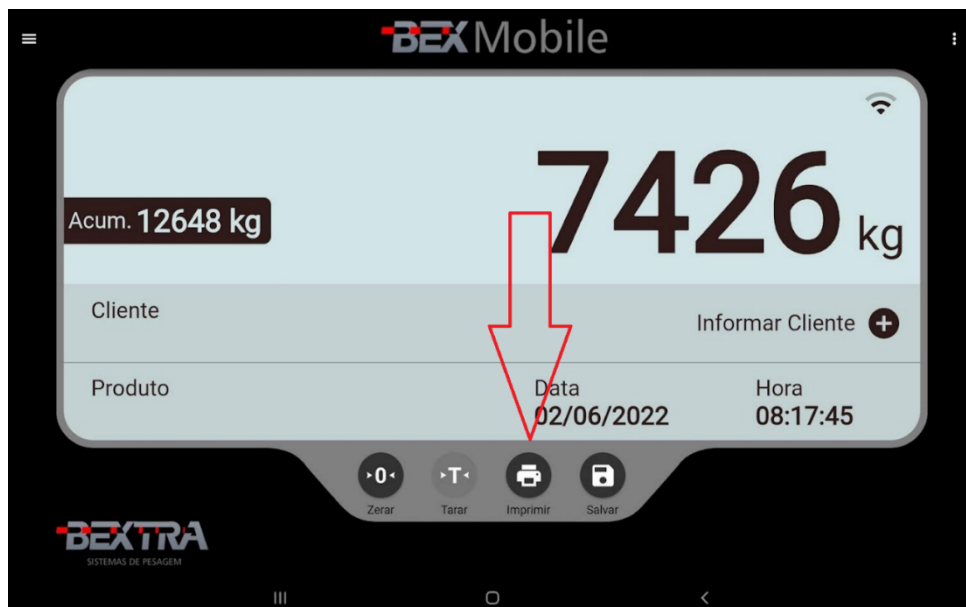 BEX Mobile
7426 kg
Acum. 12648 kg
Cliente
Informar Cliente
Produto
Data
Hora
02/06/2022
08:17:45
0
T
Zerar
Tarar
Imprimir
Salvar
BEXTRA
SISTEMAS DE PESAGEM